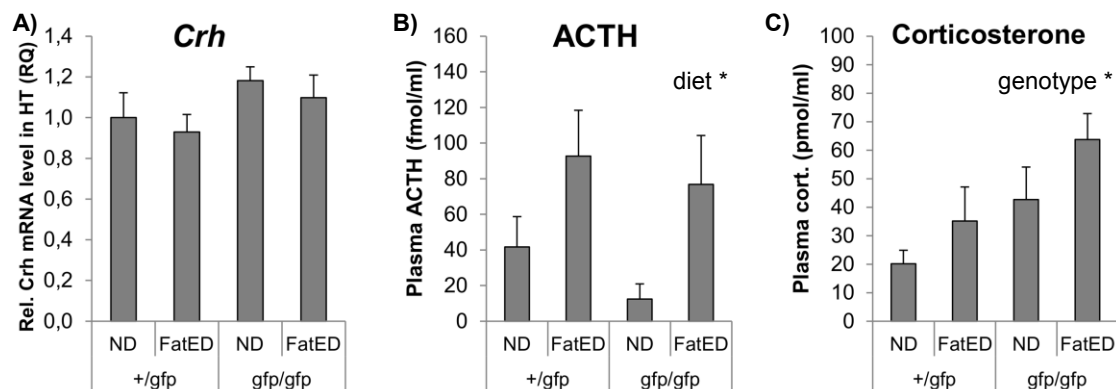 A)
Crh
Rel. Crh mRNA level in HT (RQ)
1,4
1,2
1,0
0,8
0,6
0,4
0,2
0,0
ND
FatED
ND
FatED
+/gfp
gfp/gfp
B)
ACTH
diet *
Plasma ACTH (fmol/ml)
160
140
120
100
80
60
40
20
0
ND
FatED
ND
FatED
+/gfp
gfp/gfp
C)
Corticosterone
genotype *
Plasma cort. (pmol/ml)
100
90
80
70
60
50
40
30
20
10
0
ND
FatED
ND
FatED
+/gfp
gfp/gfp